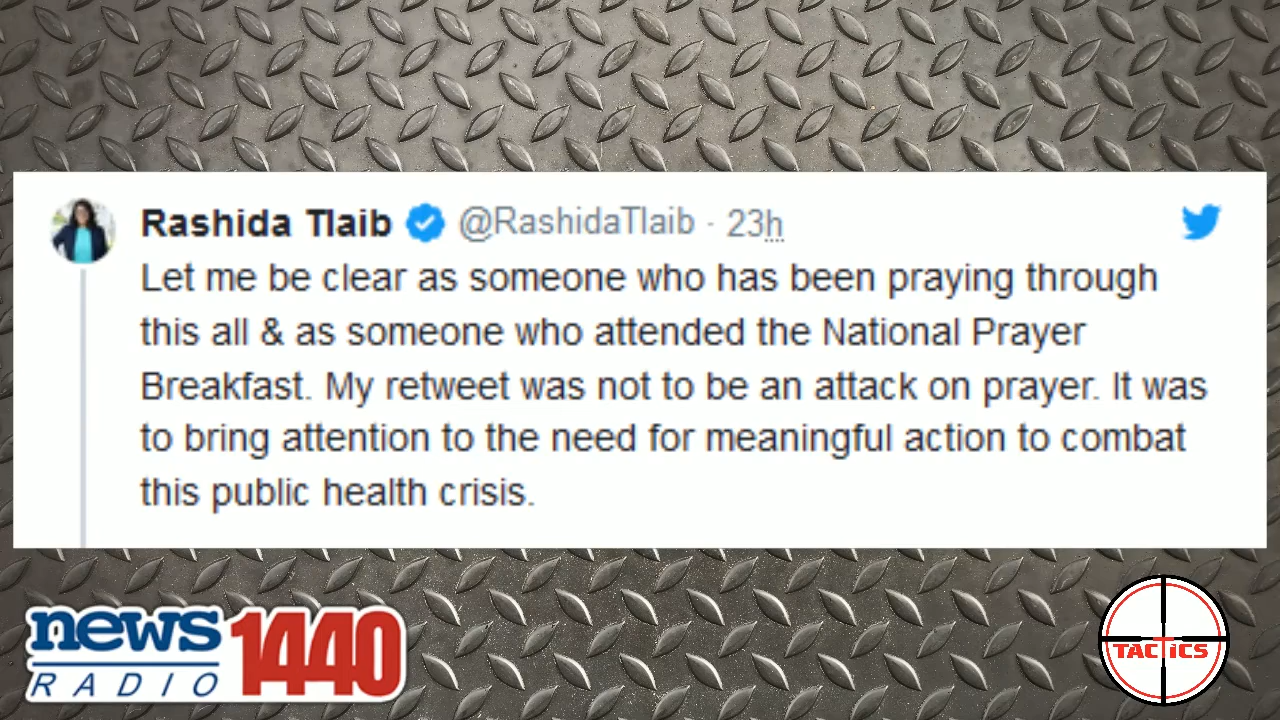 Rashida Tlaib @RashidaTlaib · 23h
Let me be clear as someone who has been praying through
this all & as someone who attended the National Prayer
Breakfast. My retweet was not to be an attack on prayer. It was
to bring attention to the need for meaningful action to combat
this public health crisis.
news 1440
RADIO
TACTICS